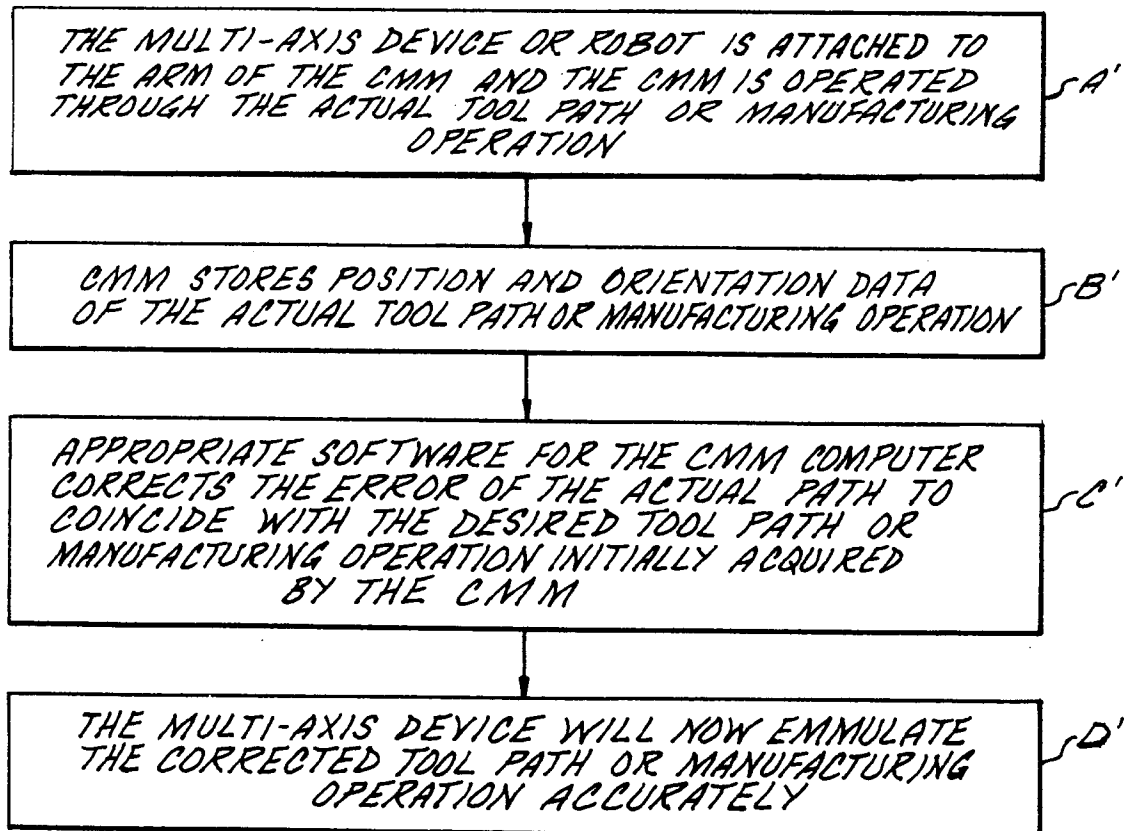 THE MULTI-AXIS DEVICE OR ROBOT IS ATTACHED TO
THE ARM OF THE CMM AND THE CMM IS OPERATED
THROUGH THE ACTUAL TOOL PATH OR MANUFACTURING
OPERATION
A'
CMM STORES POSITION AND ORIENTATION DATA
OF THE ACTUAL TOOL PATH OR MANUFACTURING OPERATION
B'
APPROPRIATE SOFTWARE FOR THE CMM COMPUTER
CORRECTS THE ERROR OF THE ACTUAL PATH TO
COINCIDE WITH THE DESIRED TOOL PATH OR
MANUFACTURING OPERATION INITIALLY ACQUIRED
BY THE CMM
C'
THE MULTI-AXIS DEVICE WILL NOW EMMULATE
THE CORRECTED TOOL PATH OR MANUFACTURING
OPERATION ACCURATELY
D'